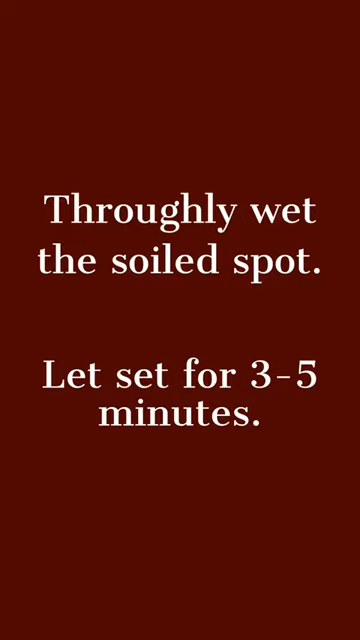 Throughly wet
the soiled spot.
Let set for 3-5
minutes.